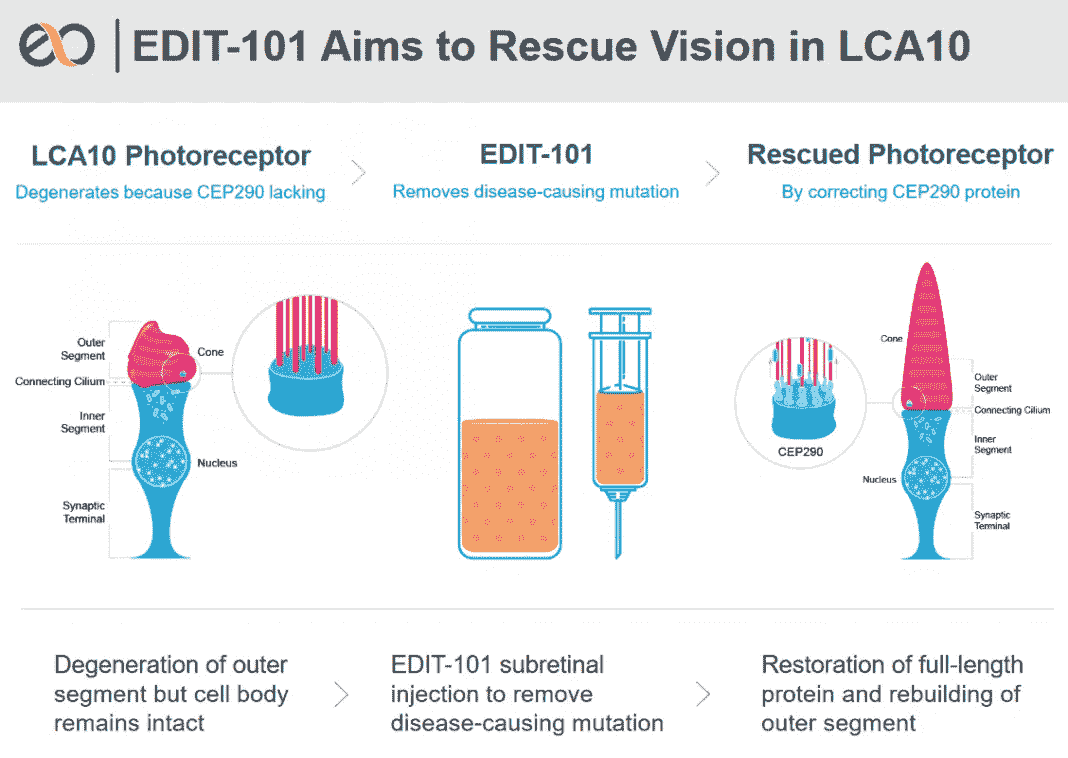 EDIT-101 Aims to Rescue Vision in LCA10
LCA10 Photoreceptor
Degenerates because CEP290 lacking
EDIT-101
Removes disease-causing mutation
Rescued Photoreceptor
By correcting CEP290 protein
Outer
Segment
Cone
Connecting Cilium
Inner
Segment
Nucleus
Synaptic
Terminal
CEP290
Cone
Outer
Segment
Connecting Cilium
Inner
Segment
Nucleus
Synaptic
Terminal
Degeneration of outer
segment but cell body
remains intact
EDIT-101 subretinal
injection to remove
disease-causing mutation
Restoration of full-length
protein and rebuilding of
outer segment